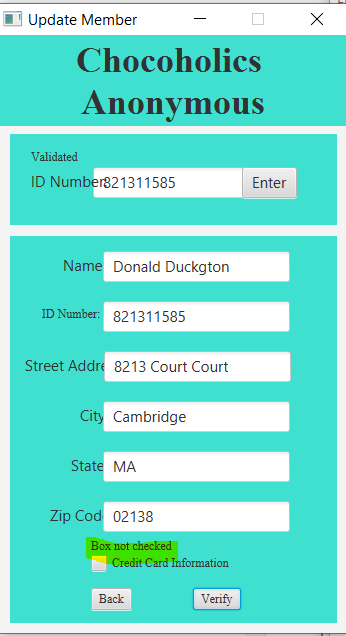 Update Member
Chocoholics
Anonymous
Validated
ID Number: 821311585 Enter
Name Donald Duckgton
ID Number: 821311585
Street Addre 8213 Court Court
City Cambridge
State MA
Zip Cod 02138
Box not checked
Credit Card Information
Back Verify